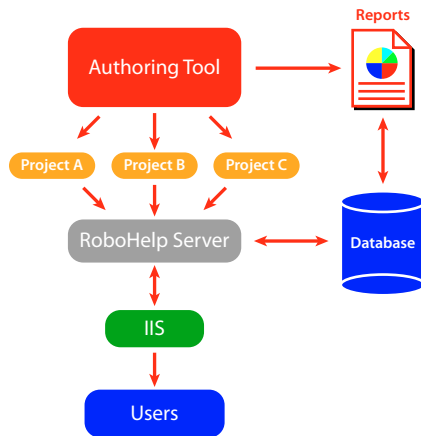 Reports
Authoring Tool
Project A
Project B
Project C
RoboHelp Server
Database
IIS
Users